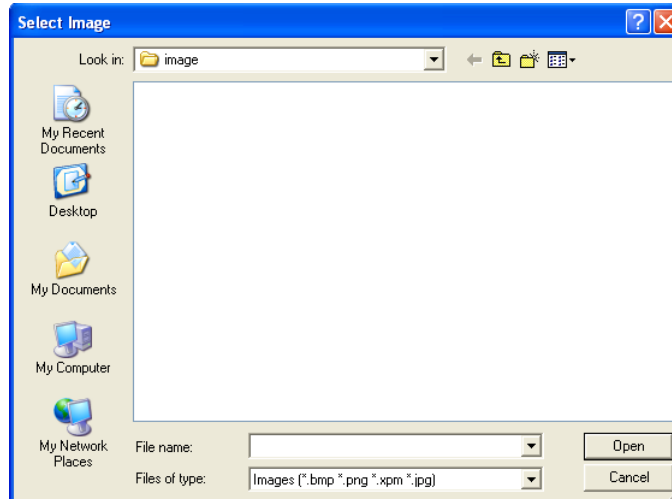 Select Image
Look in:
image
My Recent
Documents
Desktop
My Documents
My Computer
My Network
Places
File name:
Open
Files of type:
Images (*.bmp *.png *.xpm *.jpg)
Cancel